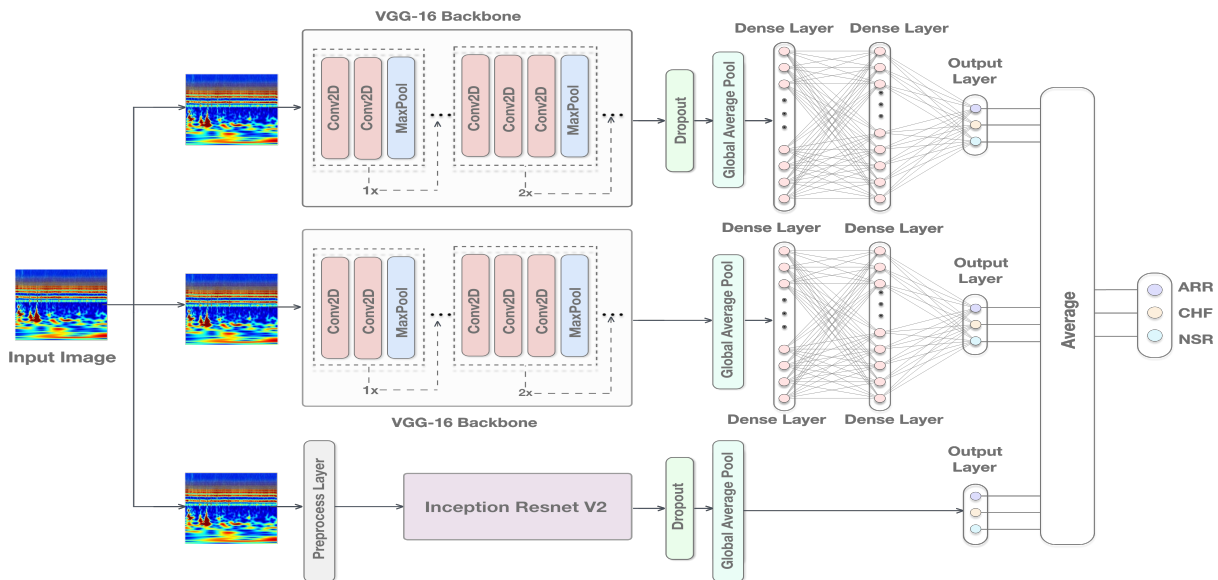 VGG-16 Backbone
Conv2D
Conv2D
MaxPool
1x
Conv2D
Conv2D
Conv2D
MaxPool
2x
Dropout
Global Average Pool
Dense Layer
Dense Layer
Output
Layer
Input Image
Conv2D
Conv2D
MaxPool
1x
Conv2D
Conv2D
Conv2D
MaxPool
2x
VGG-16 Backbone
Global Average Pool
Dense Layer
Dense Layer
Dense Layer
Dense Layer
Output
Layer
Preprocess Layer
Inception Resnet V2
Dropout
Global Average Pool
Output
Layer
Average
ARR
CHF
NSR